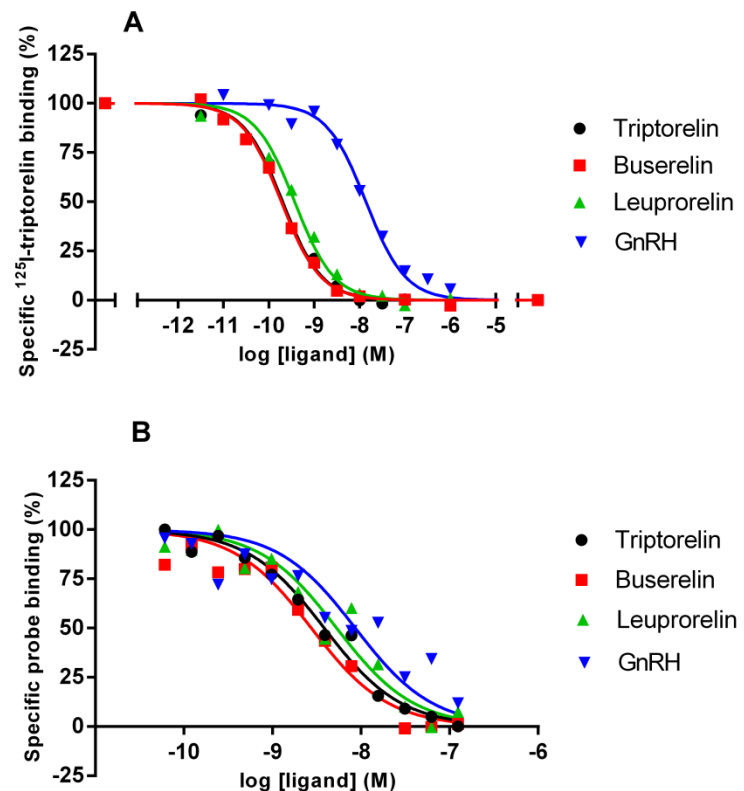 A
Specific ¹²⁵I-triptorelin binding (%)
125
100
75
50
25
0
-25
-12 -11 -10 -9 -8 -7 -6 -5
log [ligand] (M)
Triptorelin
Buserelin
Leuprorelin
GnRH
B
Specific probe binding (%)
125
100
75
50
25
0
-25
-10 -9 -8 -7 -6
log [ligand] (M)
Triptorelin
Buserelin
Leuprorelin
GnRH